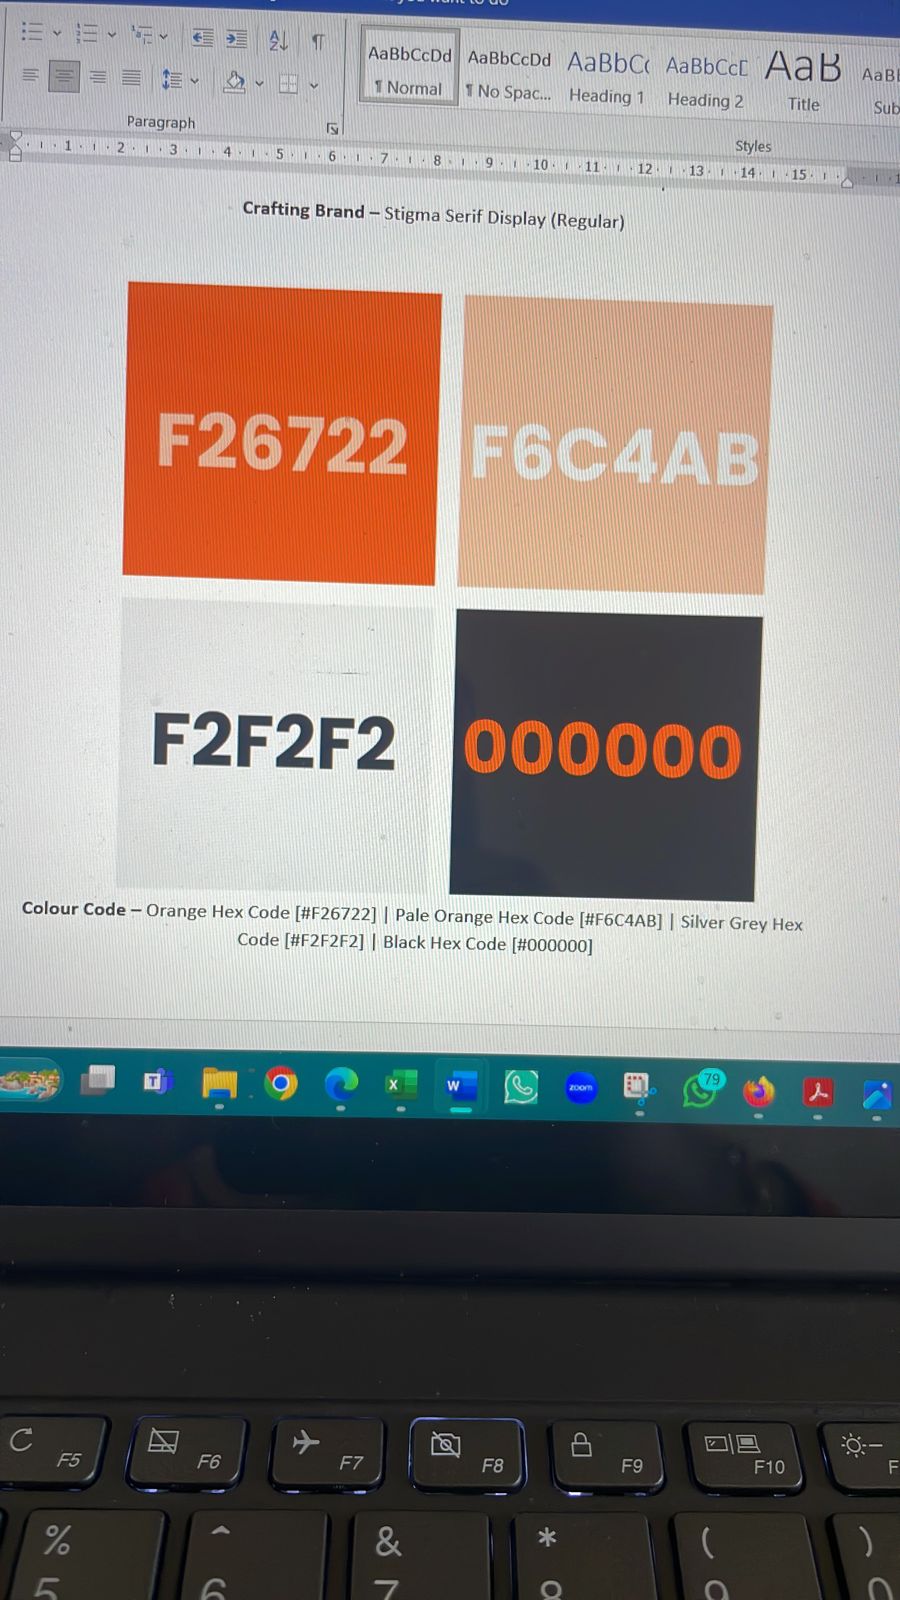 AaBbCcDd AaBbCcDd AaBbC AaBbCcD AaB AaB
¶ Normal ¶ No Spac... Heading 1 Heading 2 Title Sub
Paragraph
Styles
1 2 3 4 5 6 7 8 9 10 11 12 13 14 15
Crafting Brand – Stigma Serif Display (Regular)
F26722
F6C4AB
F2F2F2
000000
Colour Code – Orange Hex Code [#F26722] | Pale Orange Hex Code [#F6C4AB] | Silver Grey Hex
Code [#F2F2F2] | Black Hex Code [#000000]
T X W zoom 79
F5 F6 F7 F8 F9 F10 F
% ^ & * ( )
5 6 7 8 9 0